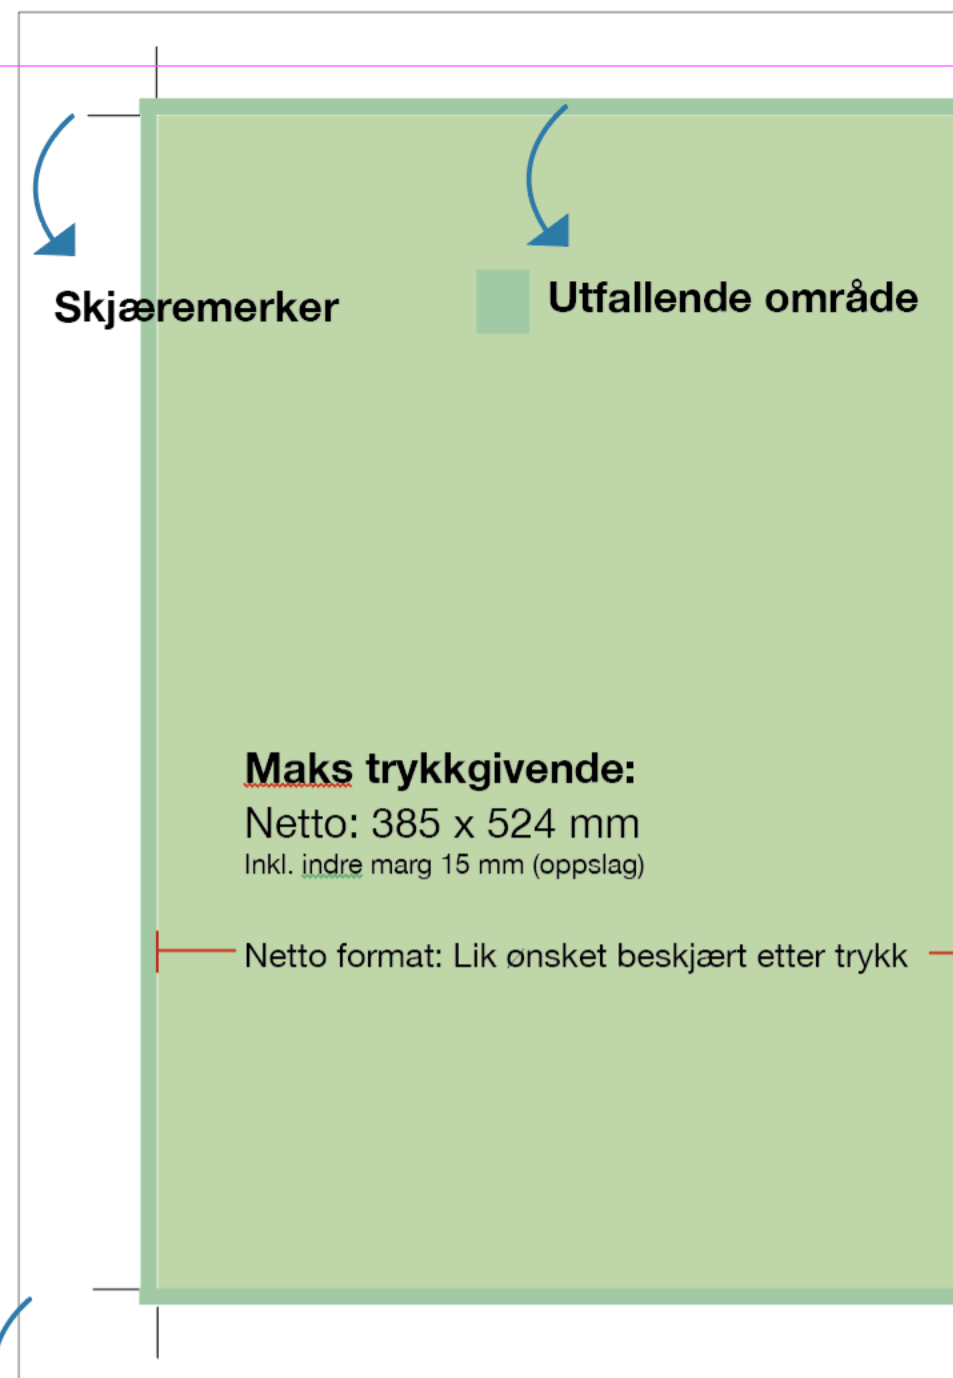 Skjæremerker
Utfallende område
Maks trykkgivende:
Netto: 385 x 524 mm
Inkl. indre marg 15 mm (oppslag)
Netto format: Lik ønsket beskjært etter trykk